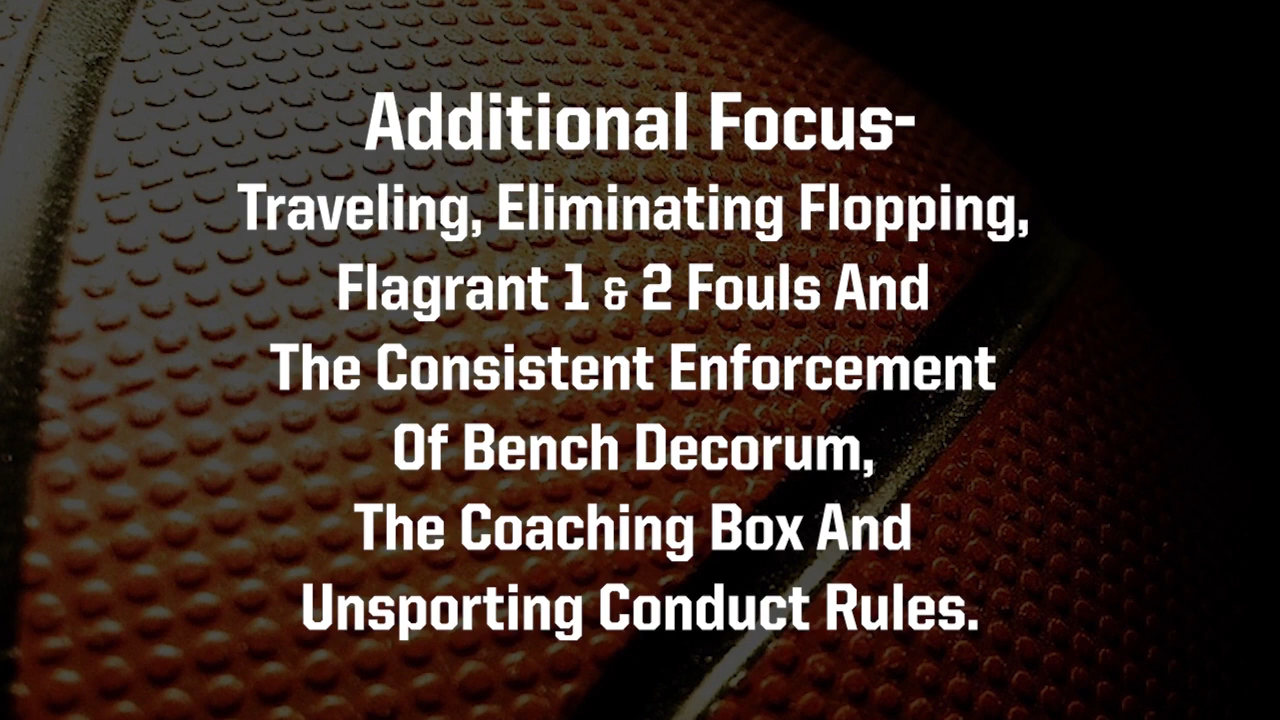 Additional Focus-
Traveling, Eliminating Flopping,
Flagrant 1 & 2 Fouls And
The Consistent Enforcement
Of Bench Decorum,
The Coaching Box And
Unsporting Conduct Rules.